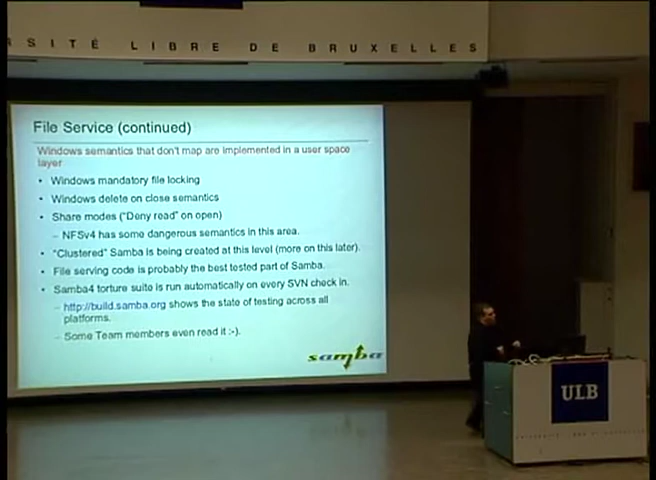 SITÉ LIBRE DE BRUXELLES
File Service (continued)
Windows semantics that don't map are implemented in a user space
layer
• Windows mandatory file locking
• Windows delete on close semantics
• Share modes ("Deny read" on open)
– NFSv4 has some dangerous semantics in this area.
• "Clustered" Samba is being created at this level (more on this later).
• File serving code is probably the best tested part of Samba.
• Samba4 torture suite is run automatically on every SVN check in.
– http://build.samba.org shows the state of testing across all
platforms.
– Some Team members even read it :-).
samba
ULB